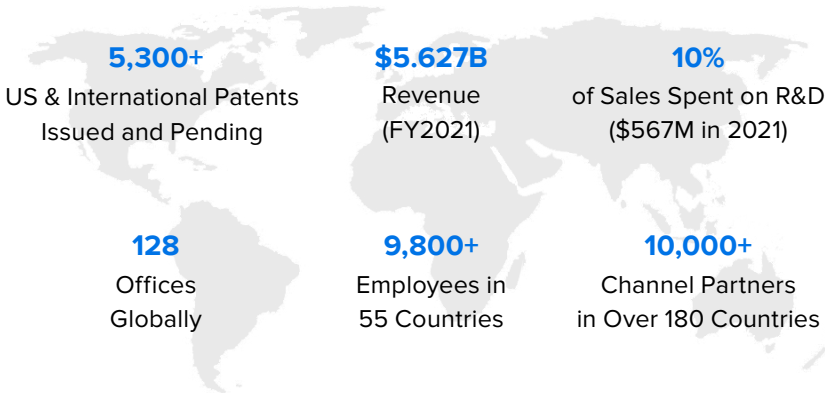 5,300+
US & International Patents
Issued and Pending
$5.627B
Revenue
(FY2021)
10%
of Sales Spent on R&D
($567M in 2021)
128
Offices
Globally
9,800+
Employees in
55 Countries
10,000+
Channel Partners
in Over 180 Countries